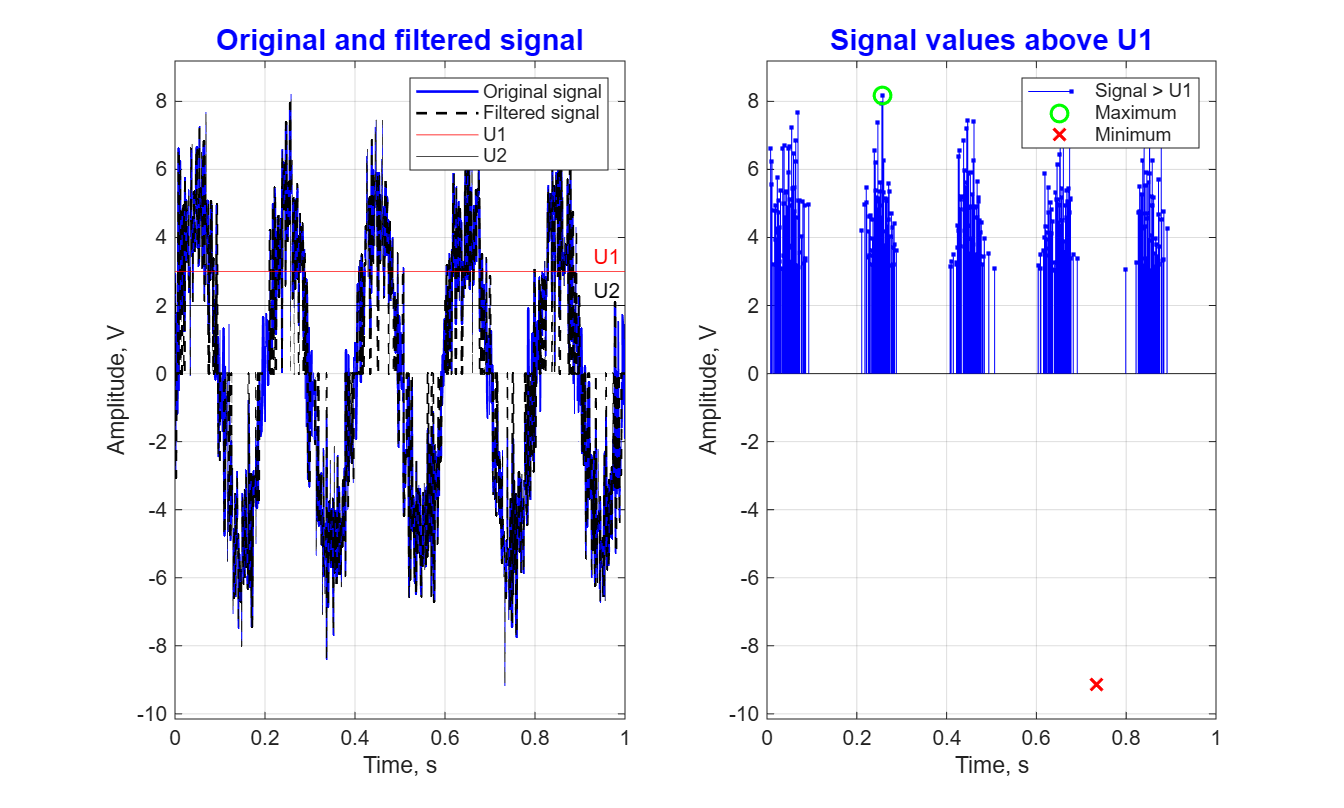 Original and filtered signal
8
6
4
2
0
-2
-4
-6
-8
-10
Amplitude, V
Original signal
Filtered signal
U1
U2
U1
U2
0 0.2 0.4 0.6 0.8 1
Time, s
Signal values above U1
8
6
4
2
0
-2
-4
-6
-8
-10
Amplitude, V
Signal > U1
Maximum
Minimum
0 0.2 0.4 0.6 0.8 1
Time, s